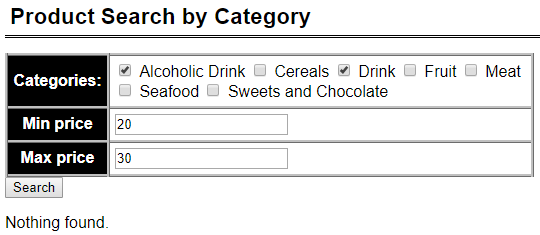 Product Search by Category
Categories: Alcoholic Drink Cereals Drink Fruit Meat
Seafood Sweets and Chocolate
Min price 20
Max price 30
Search
Nothing found.